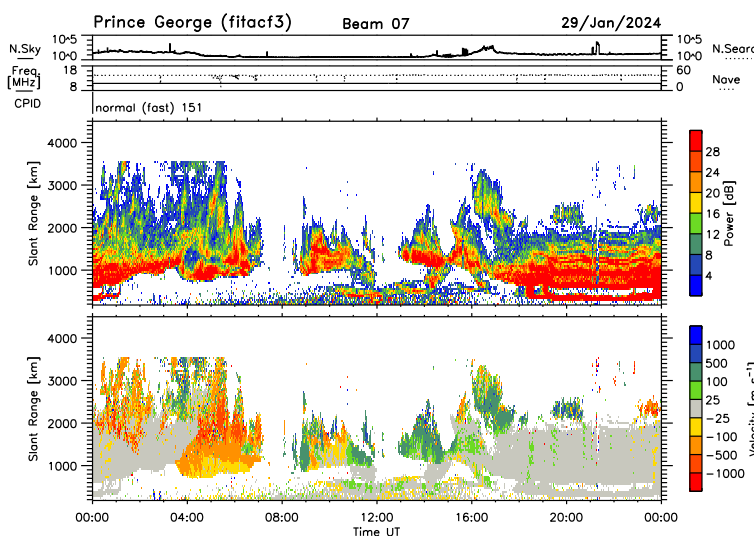 Prince George (fitacf3) Beam 07 29/Jan/2024
N.Sky 10^5 10^0 10^5 10^0 N.Searc
Freq. [MHz] 18 8 60 0 Nave
CPID normal (fast) 151
Slant Range [km] 4000 3000 2000 1000
28 24 20 16 12 8 4 Power [dB]
Slant Range [km] 4000 3000 2000 1000
1000 500 100 25 -25 -100 -500 -1000 Velocity [m s^-1]
00:00 04:00 08:00 12:00 16:00 20:00 00:00
Time UT